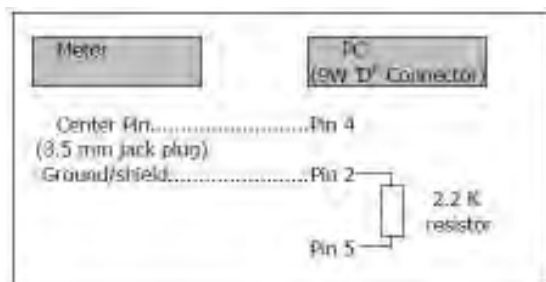 Meter PC
(9W 'D' Connector)
Center Pin............................Pin 4
(3.5 mm jack plug)
Ground/shield.........................Pin 2
2.2 K
resistor
Pin 5